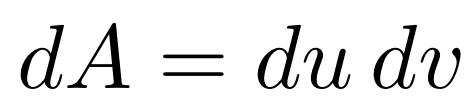 dA = du dv